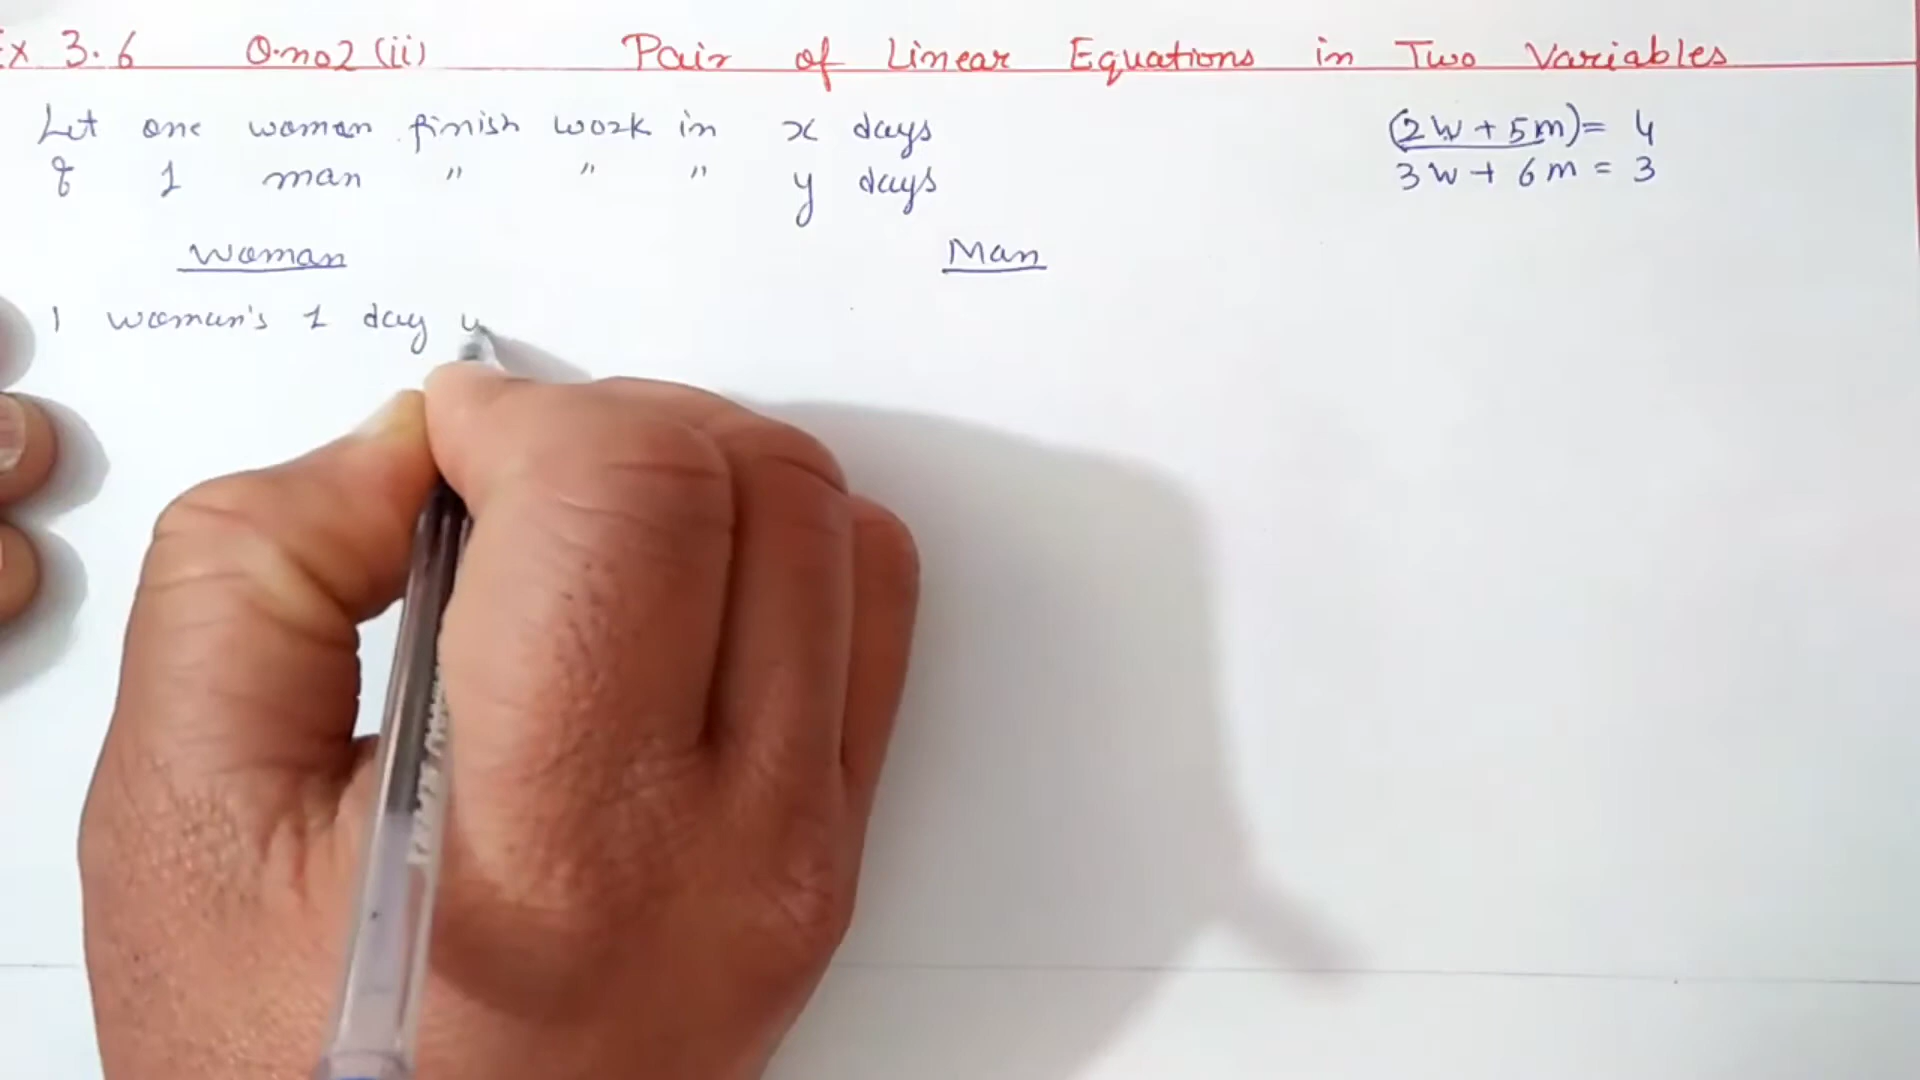 Ex 3.6 Q.no2 (ii) Pair of Linear Equations in Two Variables
Let one woman finish work in x days
& 1 man " " " y days
(2w + 5m) = 4
3w + 6m = 3
Woman
Man
1 woman's 1 day